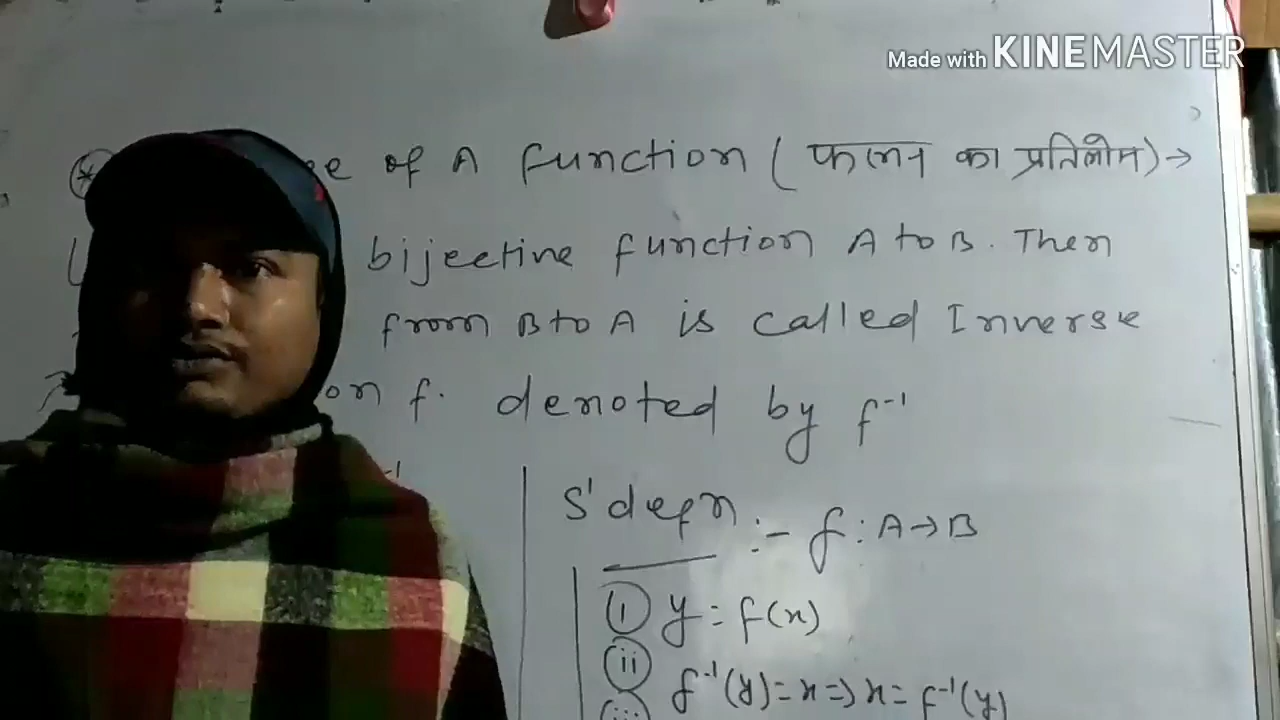 Made with KINEMASTER
of A function (फलन का प्रतिलोम) →
bijective function A to B. Then
from B to A is called Inverse
on f. denoted by f⁻¹
S' defn :- f: A→B
(i) y = f(x)
(ii) f⁻¹(y) = x ⇒ x = f⁻¹(y)
(iii)